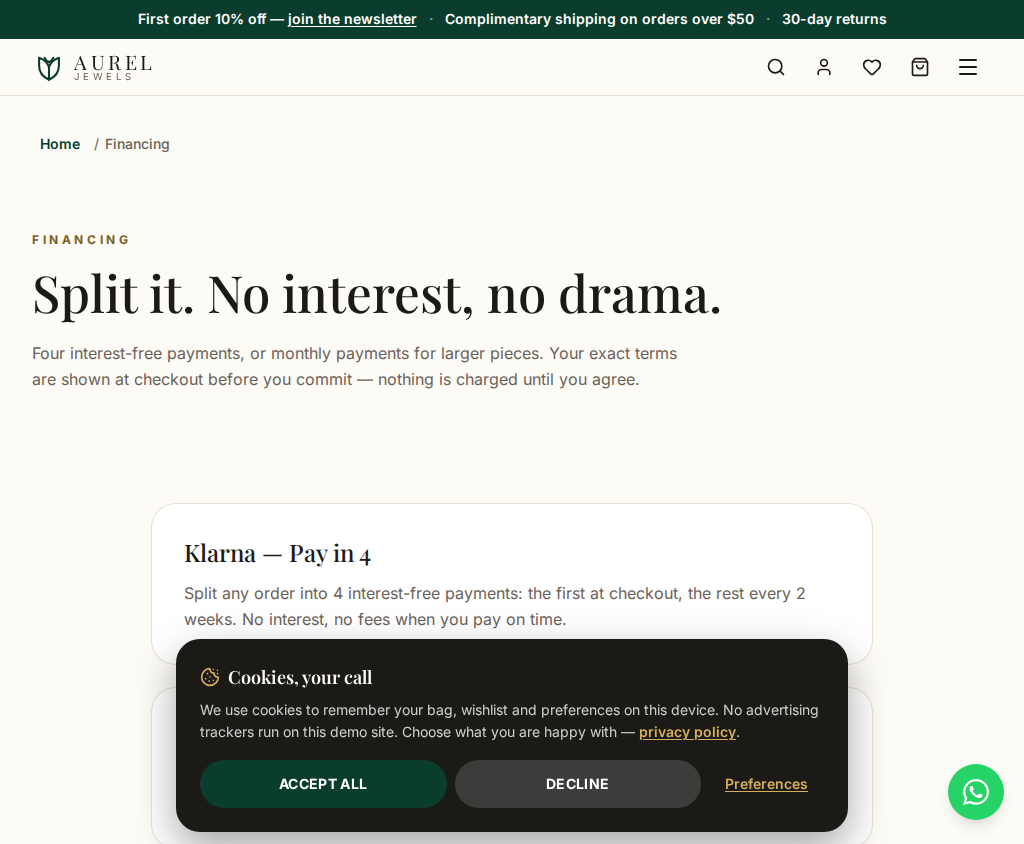 First order 10% off — join the newsletter · Complimentary shipping on orders over $50 · 30-day returns
AUREL
JEWELS
Home / Financing
FINANCING
Split it. No interest, no drama.
Four interest-free payments, or monthly payments for larger pieces. Your exact terms
are shown at checkout before you commit — nothing is charged until you agree.
Klarna — Pay in 4
Split any order into 4 interest-free payments: the first at checkout, the rest every 2
weeks. No interest, no fees when you pay on time.
Cookies, your call
We use cookies to remember your bag, wishlist and preferences on this device. No advertising
trackers run on this demo site. Choose what you are happy with — privacy policy.
ACCEPT ALL DECLINE Preferences